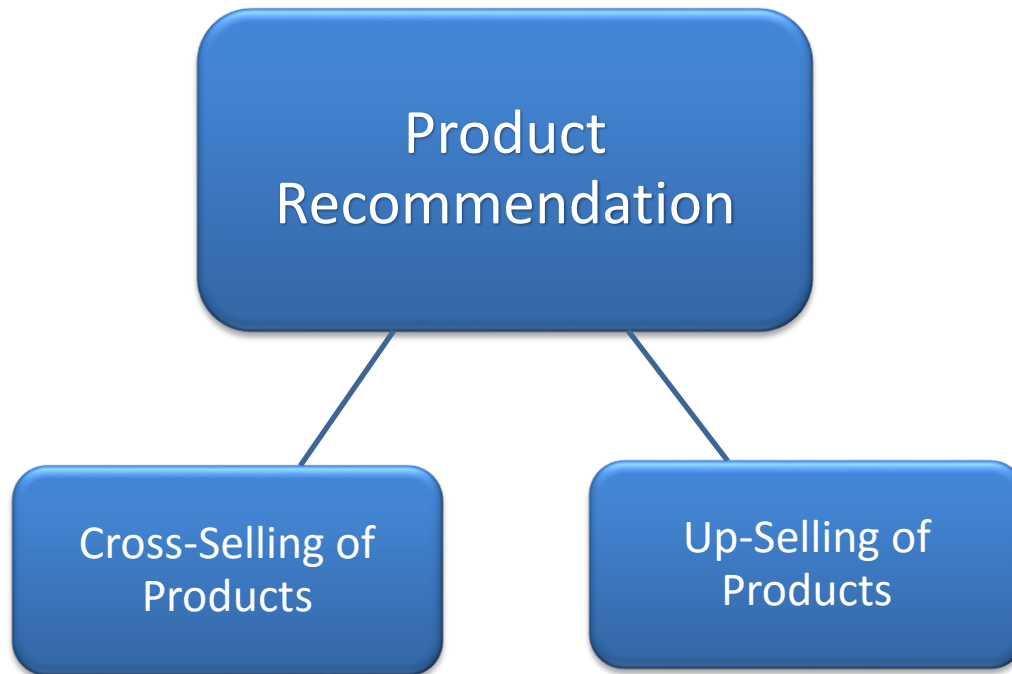 Product
Recommendation
Cross-Selling of
Products
Up-Selling of
Products